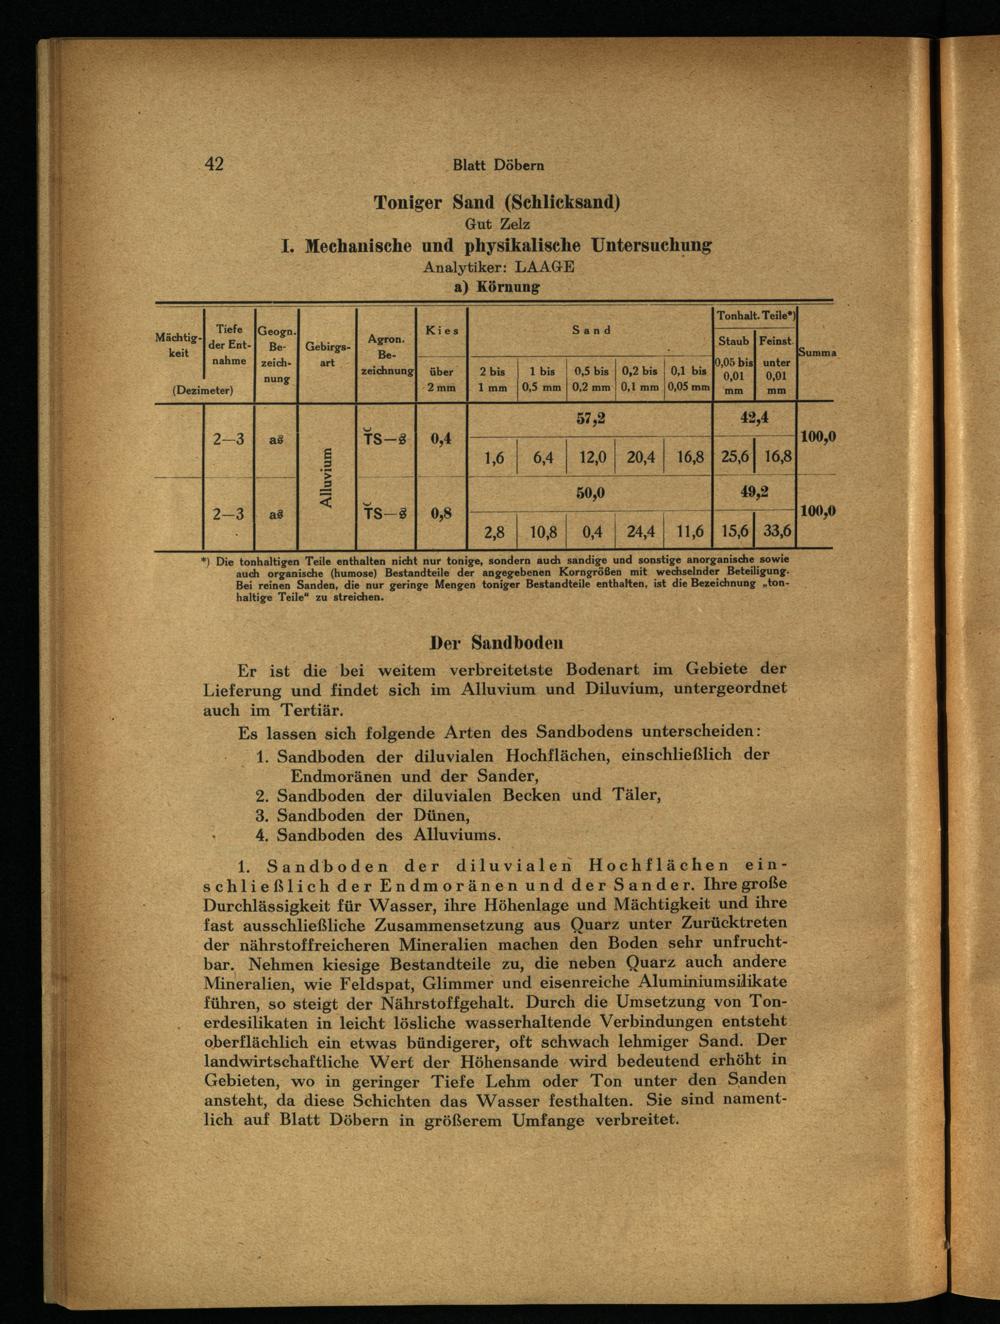 42
Blatt Döbern
Toniger Sand (Schlicksand)
Gut Zelz
I. Mechanische und physikalische Untersuchung
Analytiker: LAAGE
a) Körnung
Mächtig-keit Tiefe der Ent-nahme (Dezimeter) Geogn. Be-zeich-nung Gebirgs-art Agron. Be-zeichnung Kies über 2 mm Sand Tonhalt. Teile*) Summa
2 bis 1 mm 1 bis 0,5 mm 0,5 bis 0,2 mm 0,2 bis 0,1 mm 0,1 bis 0,05 mm Staub 0,05 bis 0,01 mm Feinst. unter 0,01 mm
Alluvium
57,2 42,4
2—3 0,4 100,0
1,6 6,4 12,0 20,4 16,8 25,6 16,8
50,0 49,2
2—3 0,8 100,0
2,8 10,8 0,4 24,4 11,6 15,6 33,6
*) Die tonhaltigen Teile enthalten nicht nur tonige, sondern auch sandige und sonstige anorganische sowie
auch organische (humose) Bestandteile der angegebenen Korngrößen mit wechselnder Beteiligung.
Bei reinen Sanden, die nur geringe Mengen toniger Bestandteile enthalten, ist die Bezeichnung „ton-
haltige Teile“ zu streichen.
Der Sandboden
Er ist die bei weitem verbreitetste Bodenart im Gebiete der
Lieferung und findet sich im Alluvium und Diluvium, untergeordnet
auch im Tertiär.
Es lassen sich folgende Arten des Sandbodens unterscheiden:
1. Sandboden der diluvialen Hochflächen, einschließlich der
Endmoränen und der Sander,
2. Sandboden der diluvialen Becken und Täler,
3. Sandboden der Dünen,
4. Sandboden des Alluviums.
1. Sandboden der diluvialen Hochflächen ein-
schließlich der Endmoränen und der Sander. Ihre große
Durchlässigkeit für Wasser, ihre Höhenlage und Mächtigkeit und ihre
fast ausschließliche Zusammensetzung aus Quarz unter Zurücktreten
der nährstoffreicheren Mineralien machen den Boden sehr unfrucht-
bar. Nehmen kiesige Bestandteile zu, die neben Quarz auch andere
Mineralien, wie Feldspat, Glimmer und eisenreiche Aluminiumsilikate
führen, so steigt der Nährstoffgehalt. Durch die Umsetzung von Ton-
erdesilikaten in leicht lösliche wasserhaltende Verbindungen entsteht
oberflächlich ein etwas bündigerer, oft schwach lehmiger Sand. Der
landwirtschaftliche Wert der Höhensande wird bedeutend erhöht in
Gebieten, wo in geringer Tiefe Lehm oder Ton unter den Sanden
ansteht, da diese Schichten das Wasser festhalten. Sie sind nament-
lich auf Blatt Döbern in größerem Umfange verbreitet.